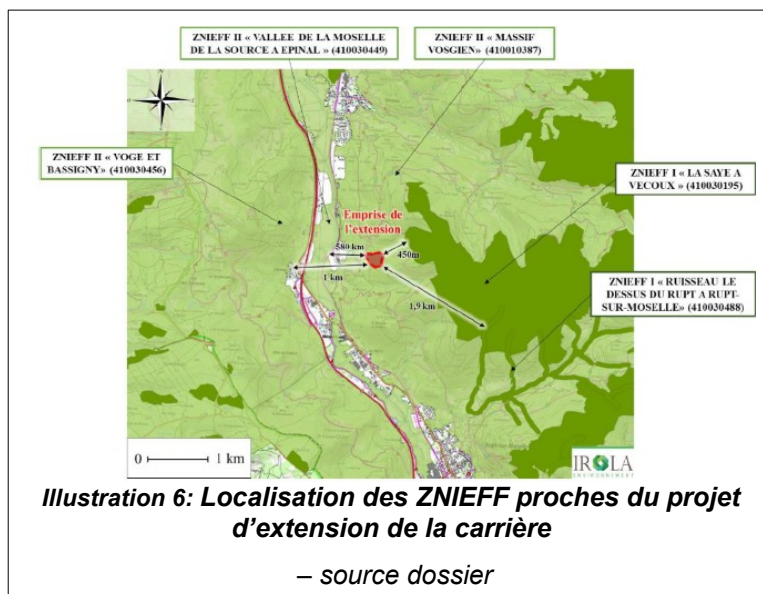 ZNIEFF II « VALLEE DE LA MOSELLE
DE LA SOURCE A EPINAL » (410030449)
ZNIEFF II « MASSIF
VOSGIEN» (410010387)
ZNIEFF II « VOGE ET
BASSIGNY» (410030456)
ZNIEFF I « LA SAYE A
VECOUX » (410030195)
Emprise de
l'extension
580 km
450m
1 km
1,9 km
ZNIEFF I « RUISSEAU LE
DESSUS DU RUPT A RUPT-
SUR-MOSELLE» (410030488)
0 1 km
IROLA
ENVIRONNEMENT
Illustration 6: Localisation des ZNIEFF proches du projet
d'extension de la carrière
– source dossier